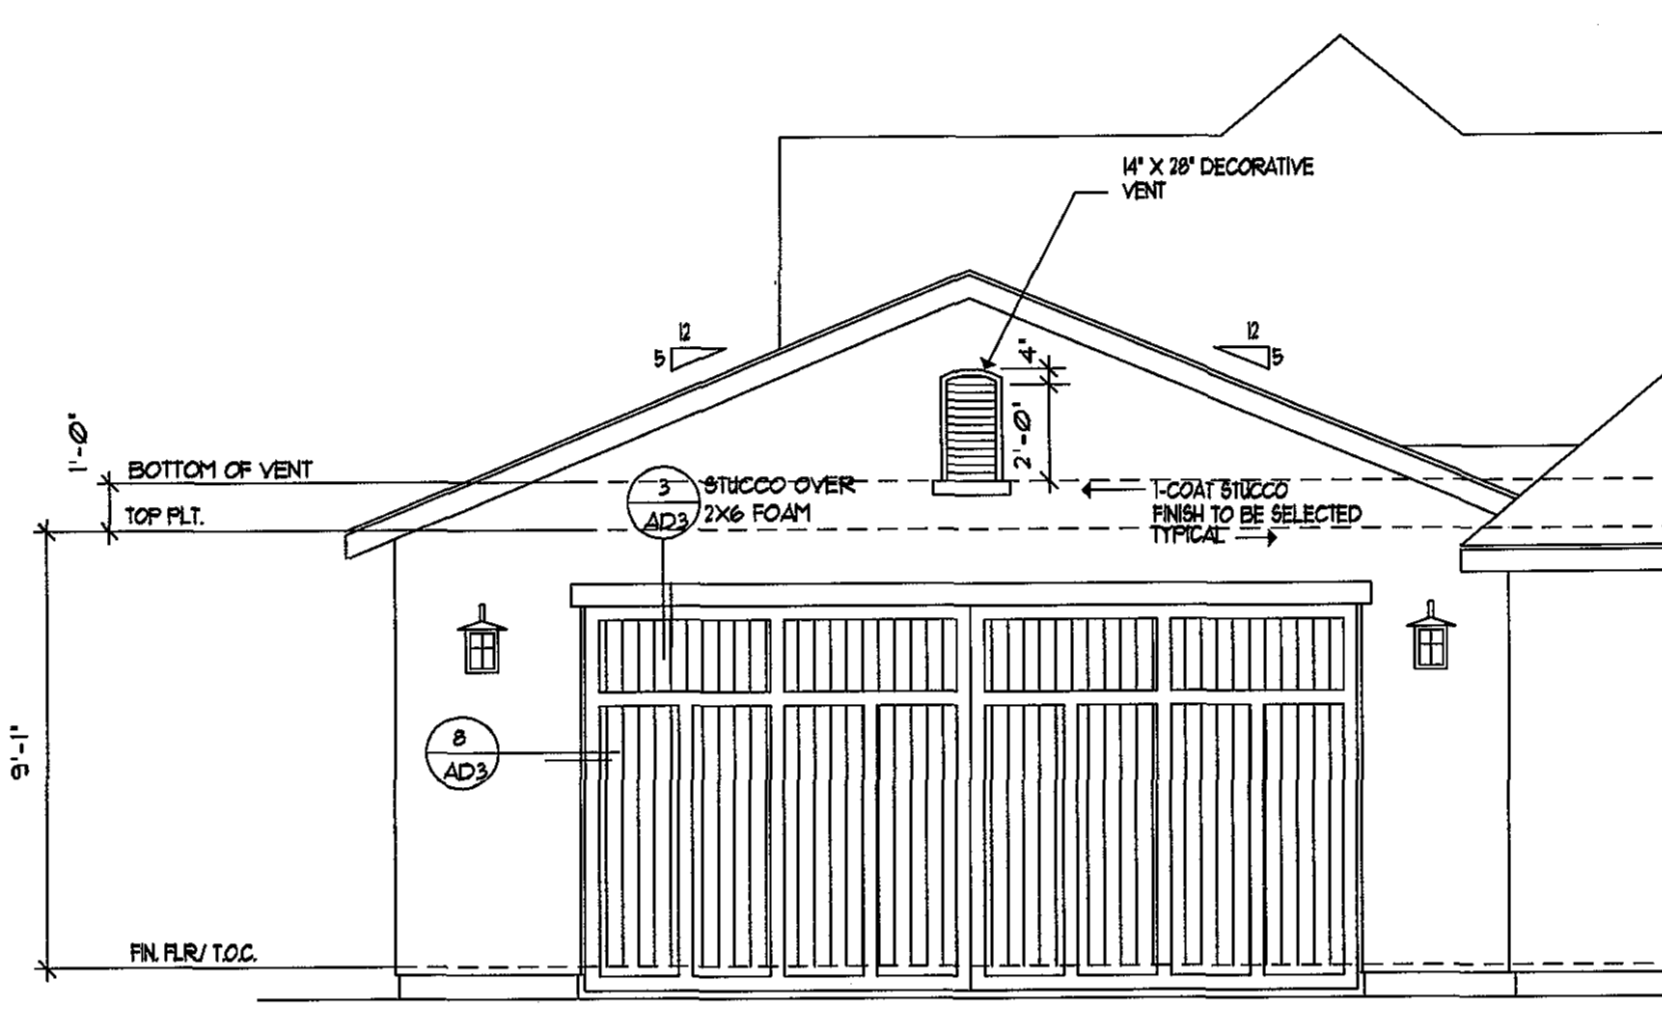 14" X 28" DECORATIVE
VENT
12
5
12
5
4"
2'-0"
1'-0"
BOTTOM OF VENT
TOP PLT.
3
AD3
STUCCO OVER
2X6 FOAM
1-COAT STUCCO
FINISH TO BE SELECTED
TYPICAL
8
AD3
9'-1"
FIN. FLR/ T.O.C.